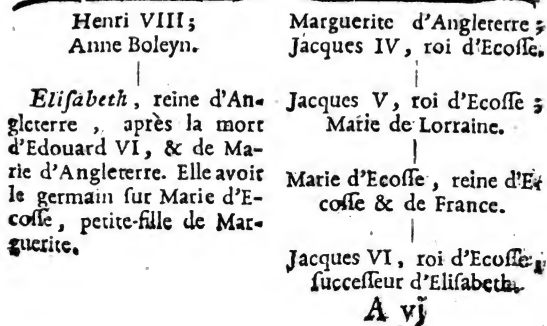 Henri VIII;
Anne Boleyn.
Eliſabeth, reine d'An-
gleterre, après la mort
d'Edouard VI, & de Ma-
rie d'Angleterre. Elle avoit
le germain ſur Marie d'E-
coſſe, petite-fille de Mar-
guerite.
Marguerite d'Angleterre;
Jacques IV, roi d'Ecoſſe.
Jacques V, roi d'Ecoſſe;
Marie de Lorraine.
Marie d'Ecoſſe, reine d'E-
coſſe & de France.
Jacques VI, roi d'Ecoſſe,
ſucceſſeur d'Eliſabeth.
A vj